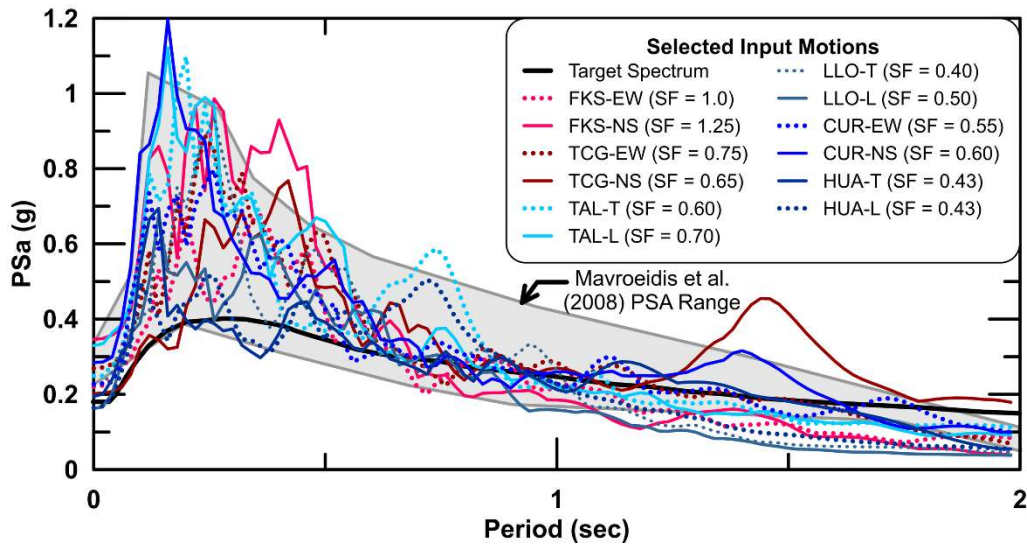 1.2
1
0.8
0.6
0.4
0.2
0
PSa (g)
0
1
2
Period (sec)
Selected Input Motions
Target Spectrum
FKS-EW (SF = 1.0)
FKS-NS (SF = 1.25)
TCG-EW (SF = 0.75)
TCG-NS (SF = 0.65)
TAL-T (SF = 0.60)
TAL-L (SF = 0.70)
LLO-T (SF = 0.40)
LLO-L (SF = 0.50)
CUR-EW (SF = 0.55)
CUR-NS (SF = 0.60)
HUA-T (SF = 0.43)
HUA-L (SF = 0.43)
Mavroeidis et al.
(2008) PSA Range